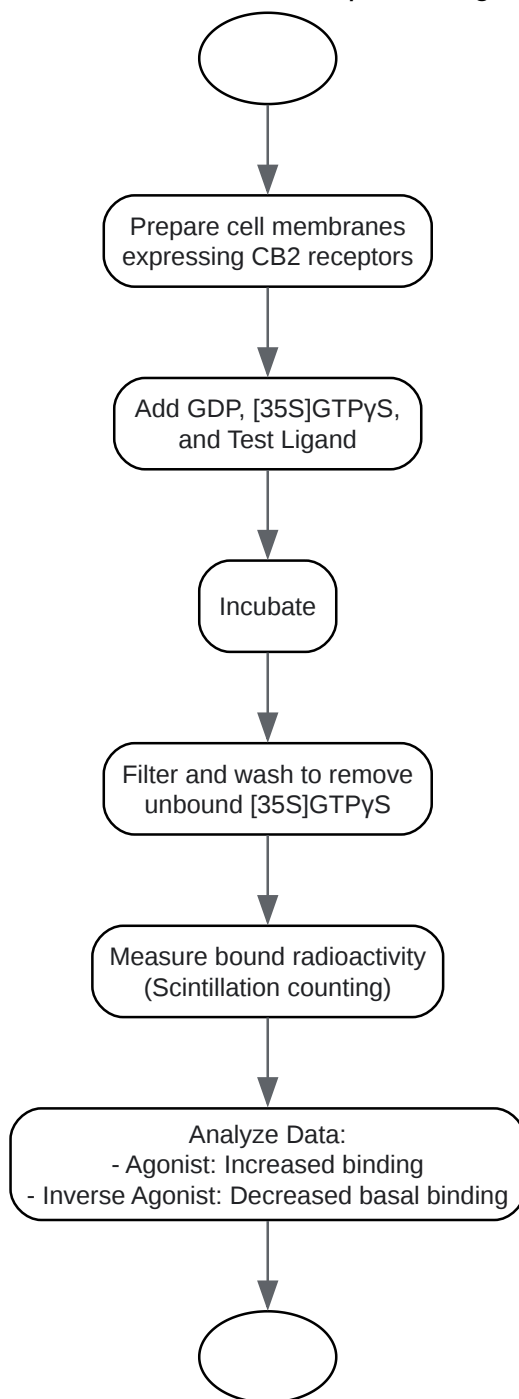 Prepare cell membranes
expressing CB2 receptors
Add GDP, [35S]GTPγS,
and Test Ligand
Incubate
Filter and wash to remove
unbound [35S]GTPγS
Measure bound radioactivity
(Scintillation counting)
Analyze Data:
- Agonist: Increased binding
- Inverse Agonist: Decreased basal binding